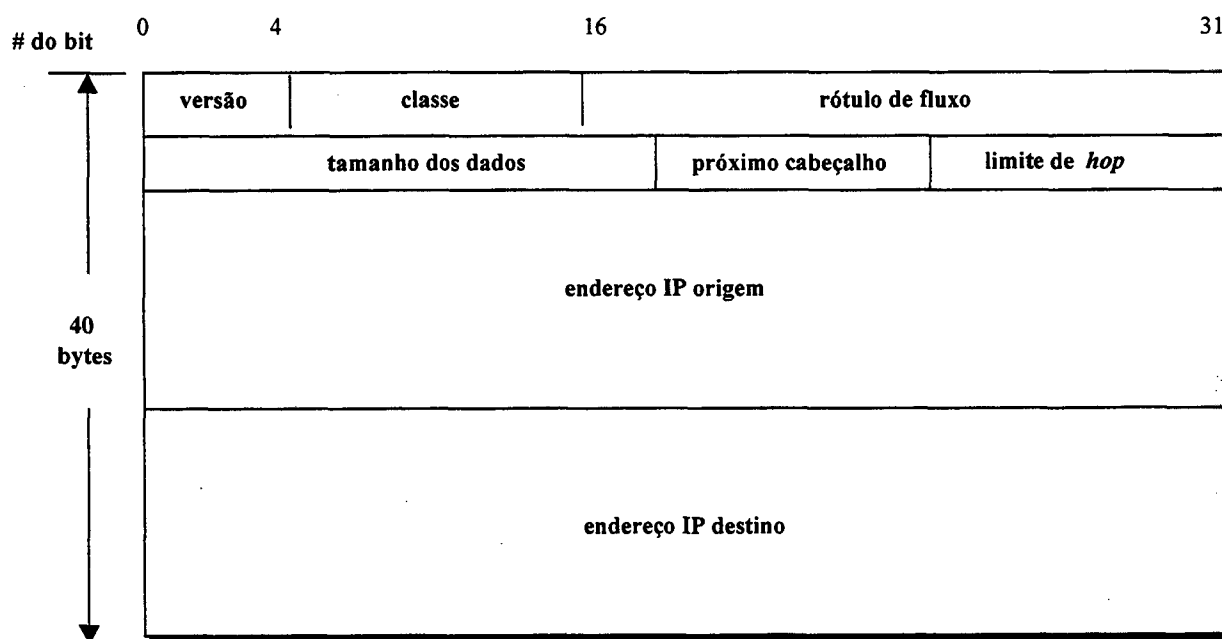 # do bit 0 4 16 31
versão classe rótulo de fluxo
tamanho dos dados próximo cabeçalho limite de hop
endereço IP origem
40
bytes
endereço IP destino